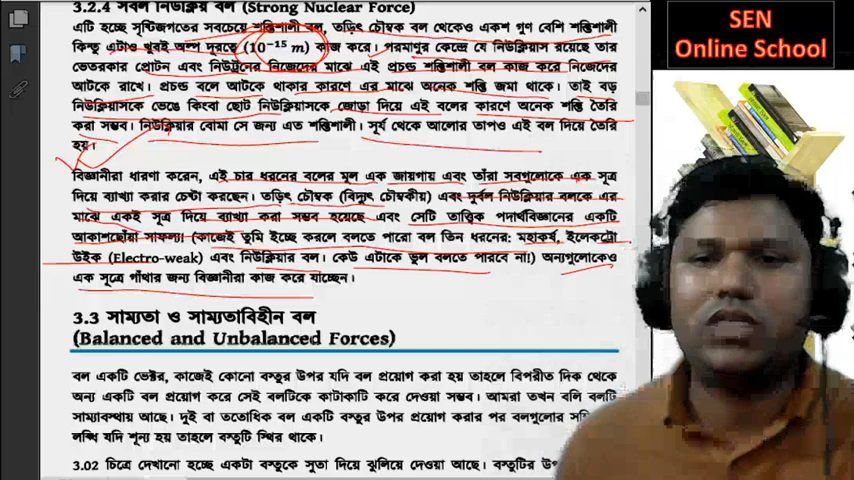 3.2.4 সবল নিউক্লিয় বল (Strong Nuclear Force)
এটি হচ্ছে সৃষ্টিজগতের সবচেয়ে শক্তিশালী বল, তড়িৎ চৌম্বক বল থেকেও একশ গুণ বেশি শক্তিশালী
কিন্তু এটাও খুবই অল্প দূরত্বে (10⁻¹⁵ m) কাজ করে। পরমাণুর কেন্দ্রে যে নিউক্লিয়াস রয়েছে তার
ভেতরকার প্রোটন এবং নিউট্রনের নিজেদের মাঝে এই প্রচণ্ড শক্তিশালী বল কাজ করে নিজেদের
আটকে রাখে। প্রচণ্ড বলে আটকে থাকার কারণে এর মাঝে অনেক শক্তি জমা থাকে। তাই বড়
নিউক্লিয়াসকে ভেঙে কিংবা ছোট নিউক্লিয়াসকে জোড়া দিয়ে এই বলের কারণে অনেক শক্তি তৈরি
করা সম্ভব। নিউক্লিয়ার বোমা সে জন্য এত শক্তিশালী। সূর্য থেকে আলোর তাপও এই বল দিয়ে তৈরি
হয়।
বিজ্ঞানীরা ধারণা করেন, এই চার ধরনের বলের মূল এক জায়গায় এবং তাঁরা সবগুলোকে এক সূত্র
দিয়ে ব্যাখ্যা করার চেষ্টা করছেন। তড়িৎ চৌম্বক (বিদ্যুৎ চৌম্বকীয়) এবং দুর্বল নিউক্লিয়ার বলকে এর
মাঝে একই সূত্র দিয়ে ব্যাখ্যা করা সম্ভব হয়েছে এবং সেটি তাত্ত্বিক পদার্থবিজ্ঞানের একটি
আকাশছোঁয়া সাফল্য। (কাজেই তুমি ইচ্ছে করলে বলতে পারো বল তিন ধরনের: মহাকর্ষ, ইলেকট্রো
উইক (Electro-weak) এবং নিউক্লিয়ার বল। কেউ এটাকে ভুল বলতে পারবে না!) অন্যগুলোকেও
এক সূত্রে গাঁথার জন্য বিজ্ঞানীরা কাজ করে যাচ্ছেন।
3.3 সাম্যতা ও সাম্যতাবিহীন বল
(Balanced and Unbalanced Forces)
বল একটি ভেক্টর, কাজেই কোনো বস্তুর উপর যদি বল প্রয়োগ করা হয় তাহলে বিপরীত দিক থেকে
অন্য একটি বল প্রয়োগ করে সেই বলটিকে কাটাকাটি করে দেওয়া সম্ভব। আমরা তখন বলি বলটি
সাম্যাবস্থায় আছে। দুই বা ততোধিক বল একটি বস্তুর উপর প্রয়োগ করার পর বলগুলোর
লব্ধি যদি শূন্য হয় তাহলে বস্তুটি স্থির থাকে।
3.02 চিত্রে দেখানো হচ্ছে একটা বস্তুকে সুতা দিয়ে ঝুলিয়ে দেওয়া আছে। বস্তুটির
SEN
Online School